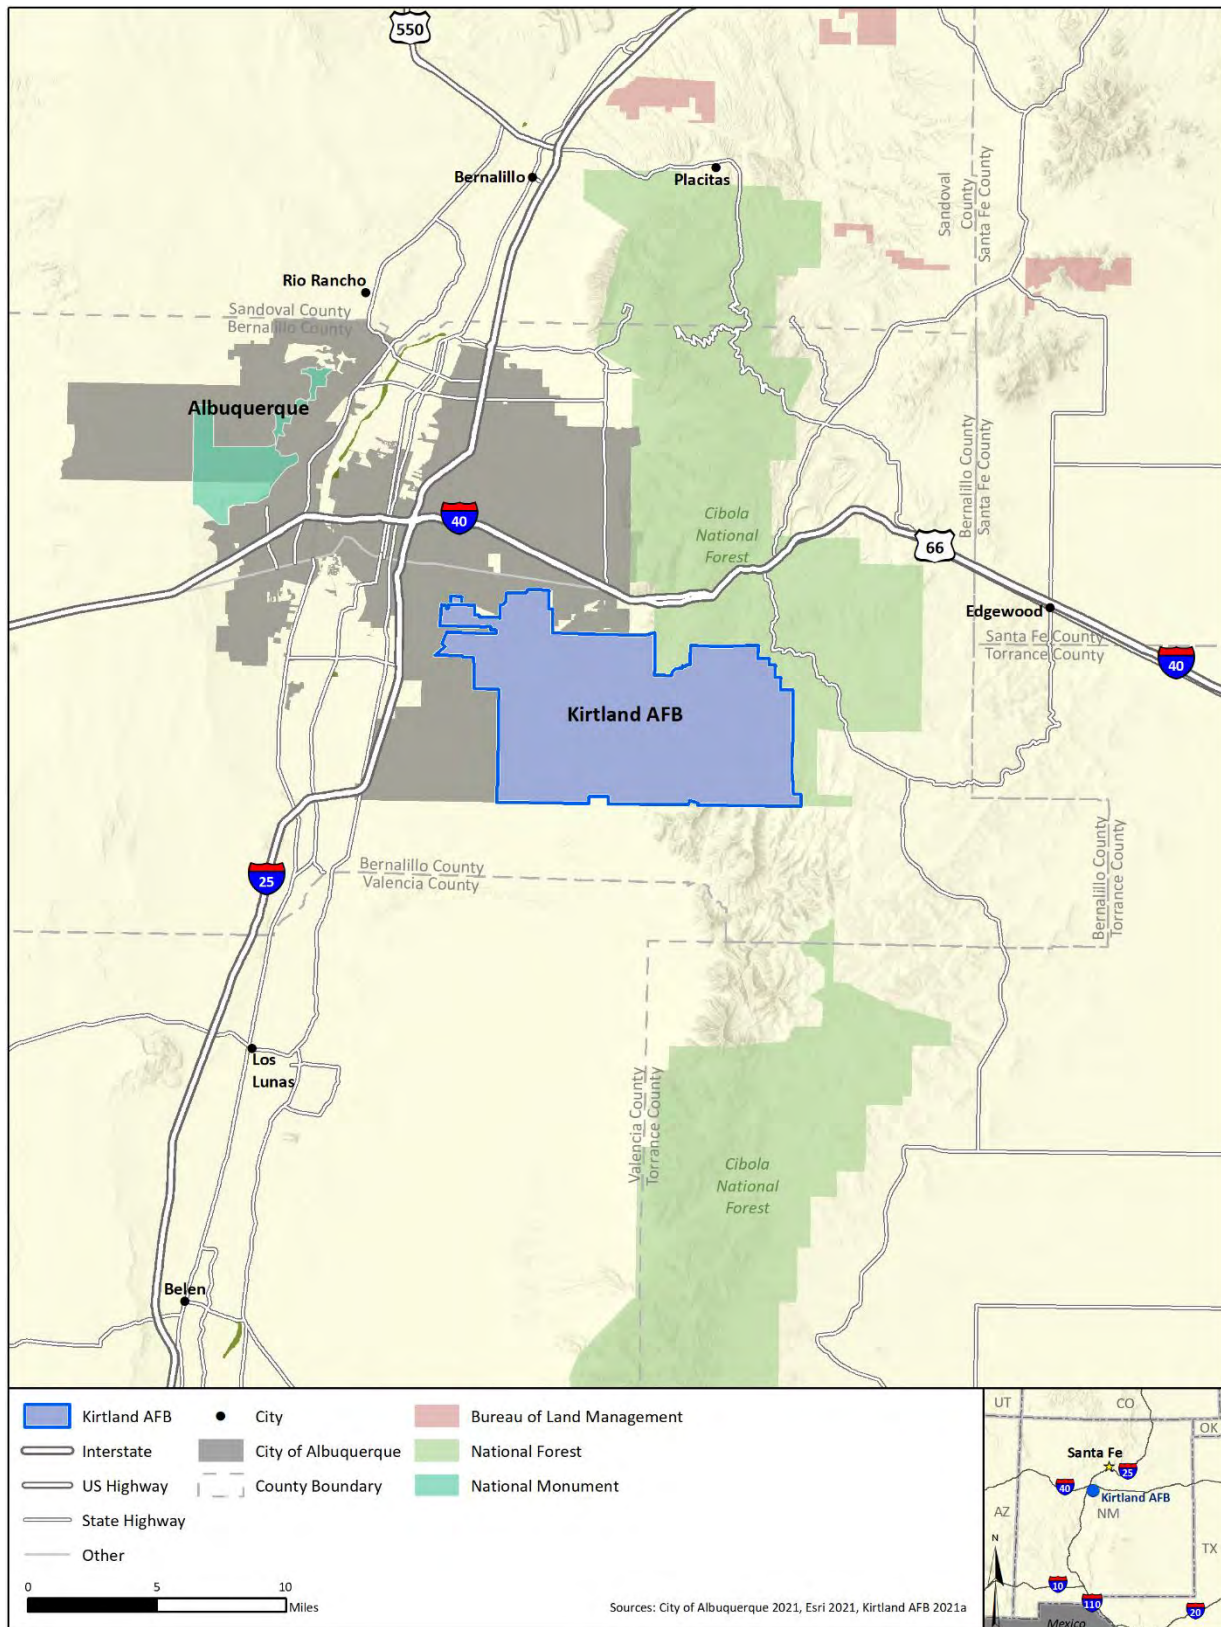 550
Bernalillo
Placitas
Sandoval
County
Santa Fe County
Rio Rancho
Sandoval County
Bernalillo County
Albuquerque
Bernalillo County
Santa Fe County
40
Cibola
National
Forest
66
Edgewood
Santa Fe County
Torrance County
40
Kirtland AFB
Bernalillo County
Valencia County
25
Bernalillo County
Torrance County
Los
Lunas
Valencia County
Torrance County
Cibola
National
Forest
Belen
Kirtland AFB
Interstate
US Highway
State Highway
Other
City
City of Albuquerque
County Boundary
Bureau of Land Management
National Forest
National Monument
0 5 10
Miles
Sources: City of Albuquerque 2021, Esri 2021, Kirtland AFB 2021a
UT CO
OK
Santa Fe
25
40
Kirtland AFB
AZ NM
TX
N
10
110
20
Mexico